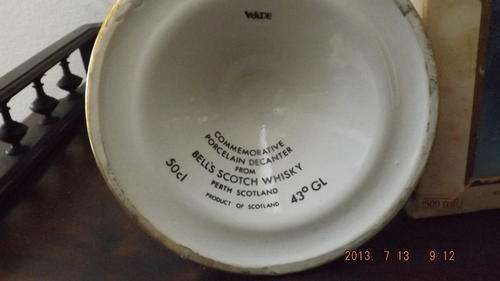 WADE
COMMEMORATIVE
PORCELAIN DECANTER
FROM
BELL'S SCOTCH WHISKY
50cl
PERTH SCOTLAND
43° GL
PRODUCT OF SCOTLAND
2013 7 13 9 12